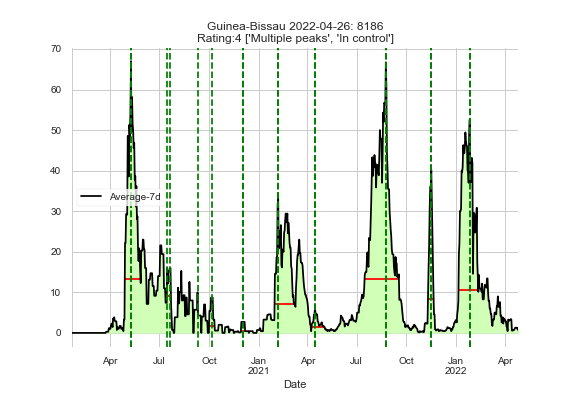 Guinea-Bissau 2022-04-26: 8186
Rating:4 ['Multiple peaks', 'In control']
70
60
50
40
30
20
10
0
Average-7d
Apr Jul Oct Jan Apr Jul Oct Jan Apr
2021 2022
Date